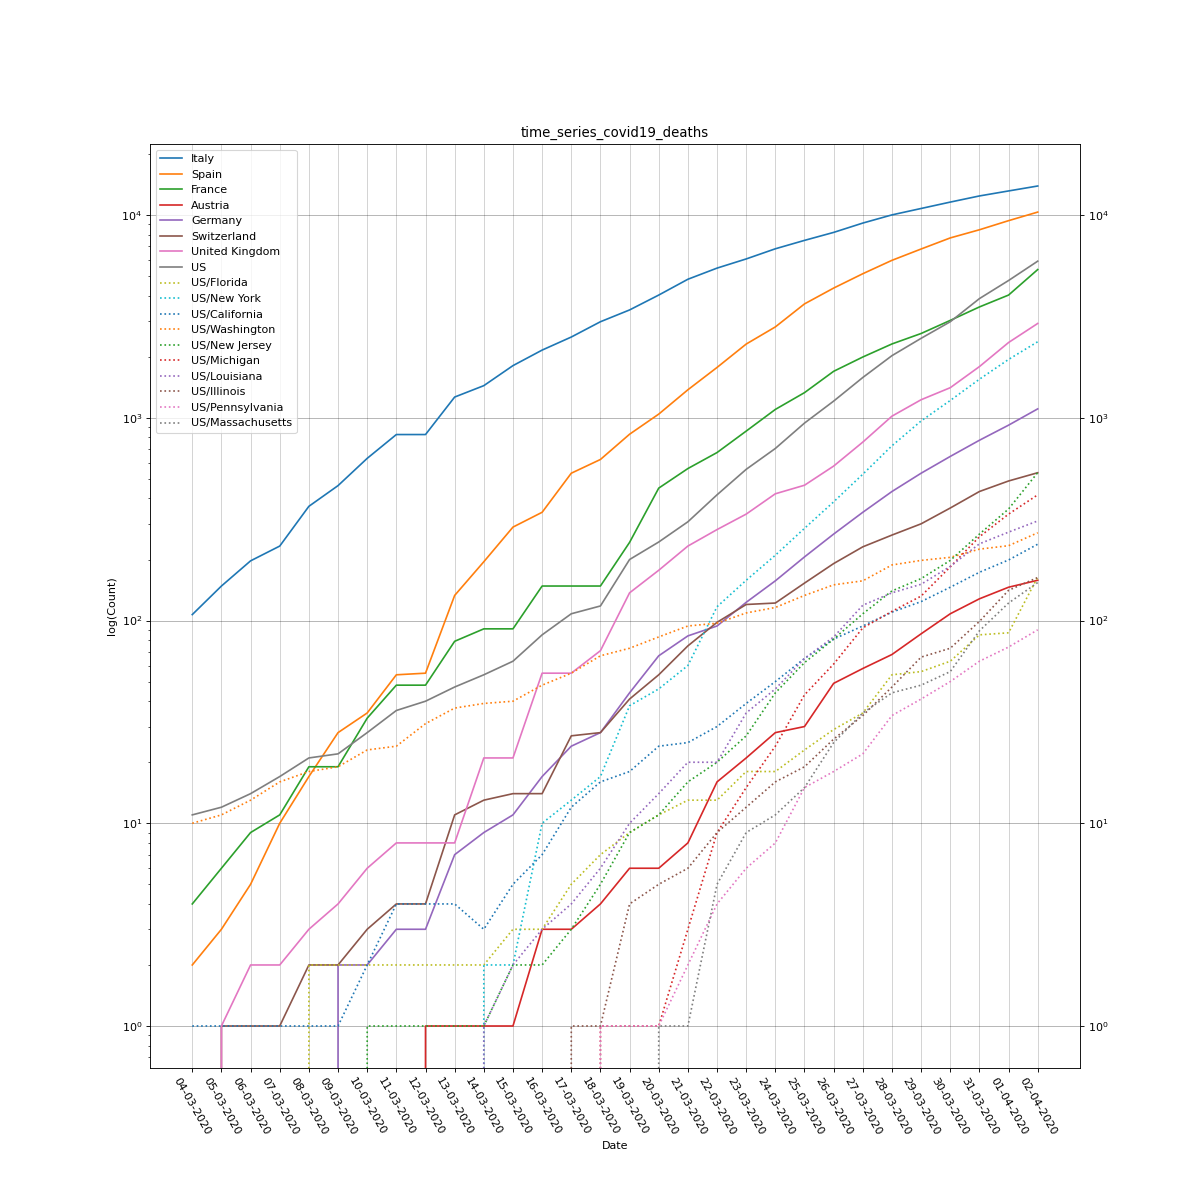 time_series_covid19_deaths
Italy
Spain
France
Austria
Germany
Switzerland
United Kingdom
US
US/Florida
US/New York
US/California
US/Washington
US/New Jersey
US/Michigan
US/Louisiana
US/Illinois
US/Pennsylvania
US/Massachusetts
10⁴
10³
10²
10¹
10⁰
log(Count)
10⁴
10³
10²
10¹
10⁰
04-03-2020
05-03-2020
06-03-2020
07-03-2020
08-03-2020
09-03-2020
10-03-2020
11-03-2020
12-03-2020
13-03-2020
14-03-2020
15-03-2020
16-03-2020
17-03-2020
18-03-2020
19-03-2020
20-03-2020
21-03-2020
22-03-2020
23-03-2020
24-03-2020
25-03-2020
26-03-2020
27-03-2020
28-03-2020
29-03-2020
30-03-2020
31-03-2020
01-04-2020
02-04-2020
Date